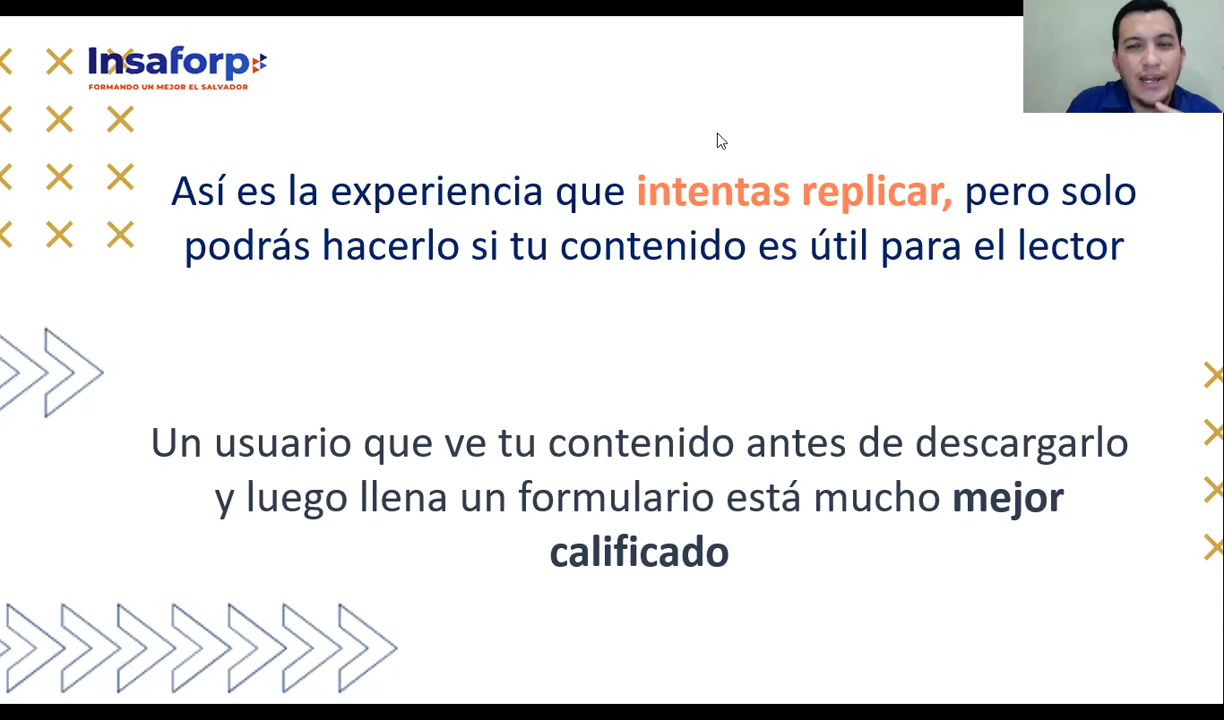 Insaforp
FORMANDO UN MEJOR EL SALVADOR
Así es la experiencia que intentas replicar, pero solo
podrás hacerlo si tu contenido es útil para el lector
Un usuario que ve tu contenido antes de descargarlo
y luego llena un formulario está mucho mejor
calificado